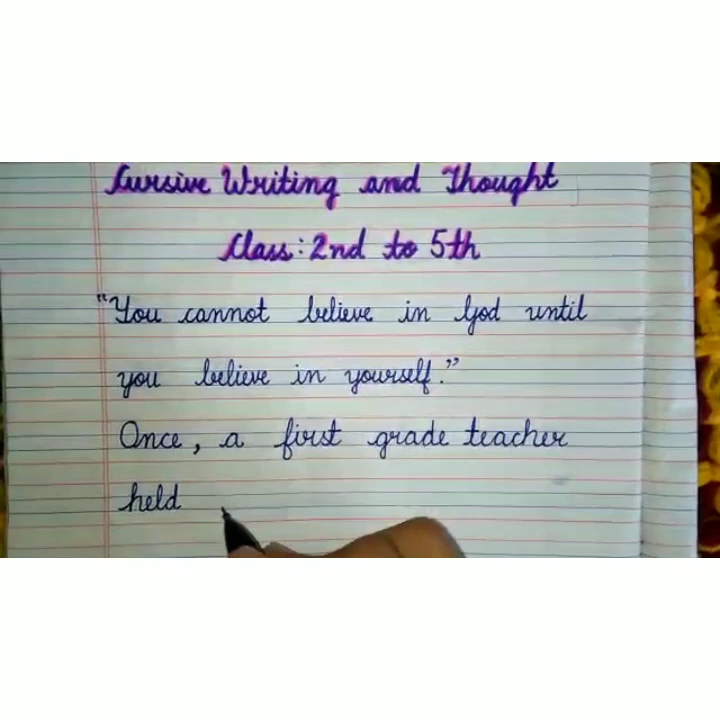 Cursive Writing and Thought
Class: 2nd to 5th
"You cannot believe in God until
you believe in yourself."
Once, a first grade teacher
held